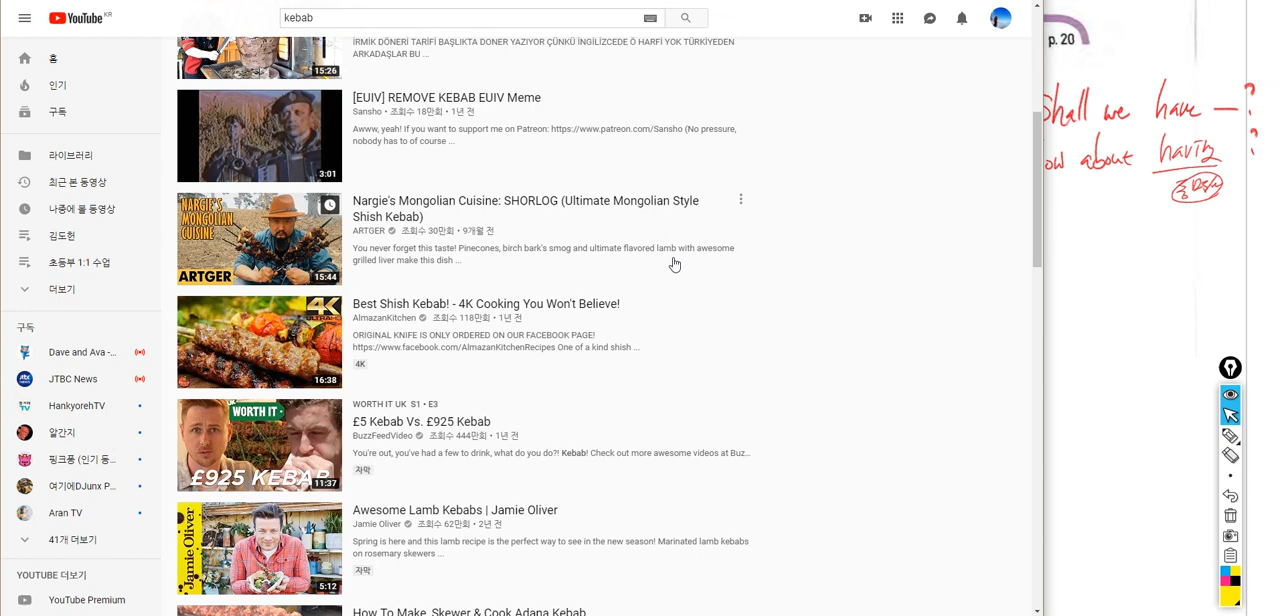 YouTube KR
kebab
p. 20
홈
인기
구독
라이브러리
최근 본 동영상
나중에 볼 동영상
김도헌
초등부 1:1 수업
더보기
구독
Dave and Ava -...
JTBC News
HankyorehTV
알간지
핑크퐁 (인기 동...
여기에DJunx P...
Aran TV
41개 더보기
YOUTUBE 더보기
YouTube Premium
IRMIK DÖNERİ TARİFİ BAŞLIKTA DONER YAZIYOR ÇÜNKÜ İNGİLİZCEDE Ö HARFİ YOK TÜRKİYEDEN
ARKADAŞLAR BU ...
15:26
[EUIV] REMOVE KEBAB EUIV Meme
Sansho • 조회수 18만회 • 1년 전
Awww, yeah! If you want to support me on Patreon: https://www.patreon.com/Sansho (No pressure,
nobody has to of course ...
3:01
Nargie's Mongolian Cuisine: SHORLOG (Ultimate Mongolian Style
Shish Kebab)
ARTGER 조회수 30만회 • 9개월 전
You never forget this taste! Pinecones, birch bark's smog and ultimate flavored lamb with awesome
grilled liver make this dish ...
NARGIE'S
MONGOLIAN
CUISINE
ARTGER
15:44
Best Shish Kebab! - 4K Cooking You Won't Believe!
AlmazanKitchen 조회수 118만회 • 1년 전
ORIGINAL KNIFE IS ONLY ORDERED ON OUR FACEBOOK PAGE!
https://www.facebook.com/AlmazanKitchenRecipes One of a kind shish ...
4K
4K
ULTRA HD
16:38
WORTH IT UK S1 • E3
£5 Kebab Vs. £925 Kebab
BuzzFeedVideo 조회수 444만회 • 1년 전
You're out, you've had a few to drink, what do you do?! Kebab! Check out more awesome videos at Buz...
자막
WORTH IT
£925 KEBAB
11:37
Awesome Lamb Kebabs | Jamie Oliver
Jamie Oliver 조회수 62만회 • 2년 전
Spring is here and this lamb recipe is the perfect way to see in the new season! Marinated lamb kebabs
on rosemary skewers ...
자막
Jamie Oliver
5:12
How To Make, Skewer & Cook Adana Kebab
Shall we have — ?
ow about having ?